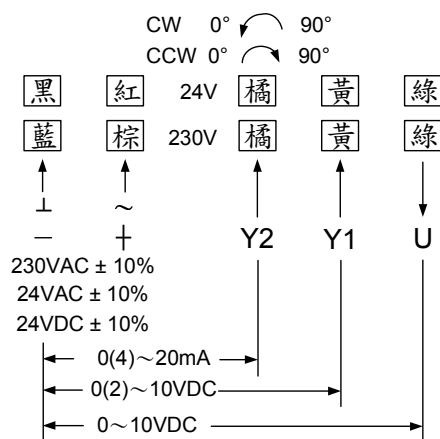 CW 0° 90°
CCW 0° 90°
黑 紅 24V 橘 黃 綠
藍 棕 230V 橘 黃 綠
⊥ ~
— + Y2 Y1 U
230VAC ± 10%
24VAC ± 10%
24VDC ± 10%
0(4)~20mA
0(2)~10VDC
0~10VDC